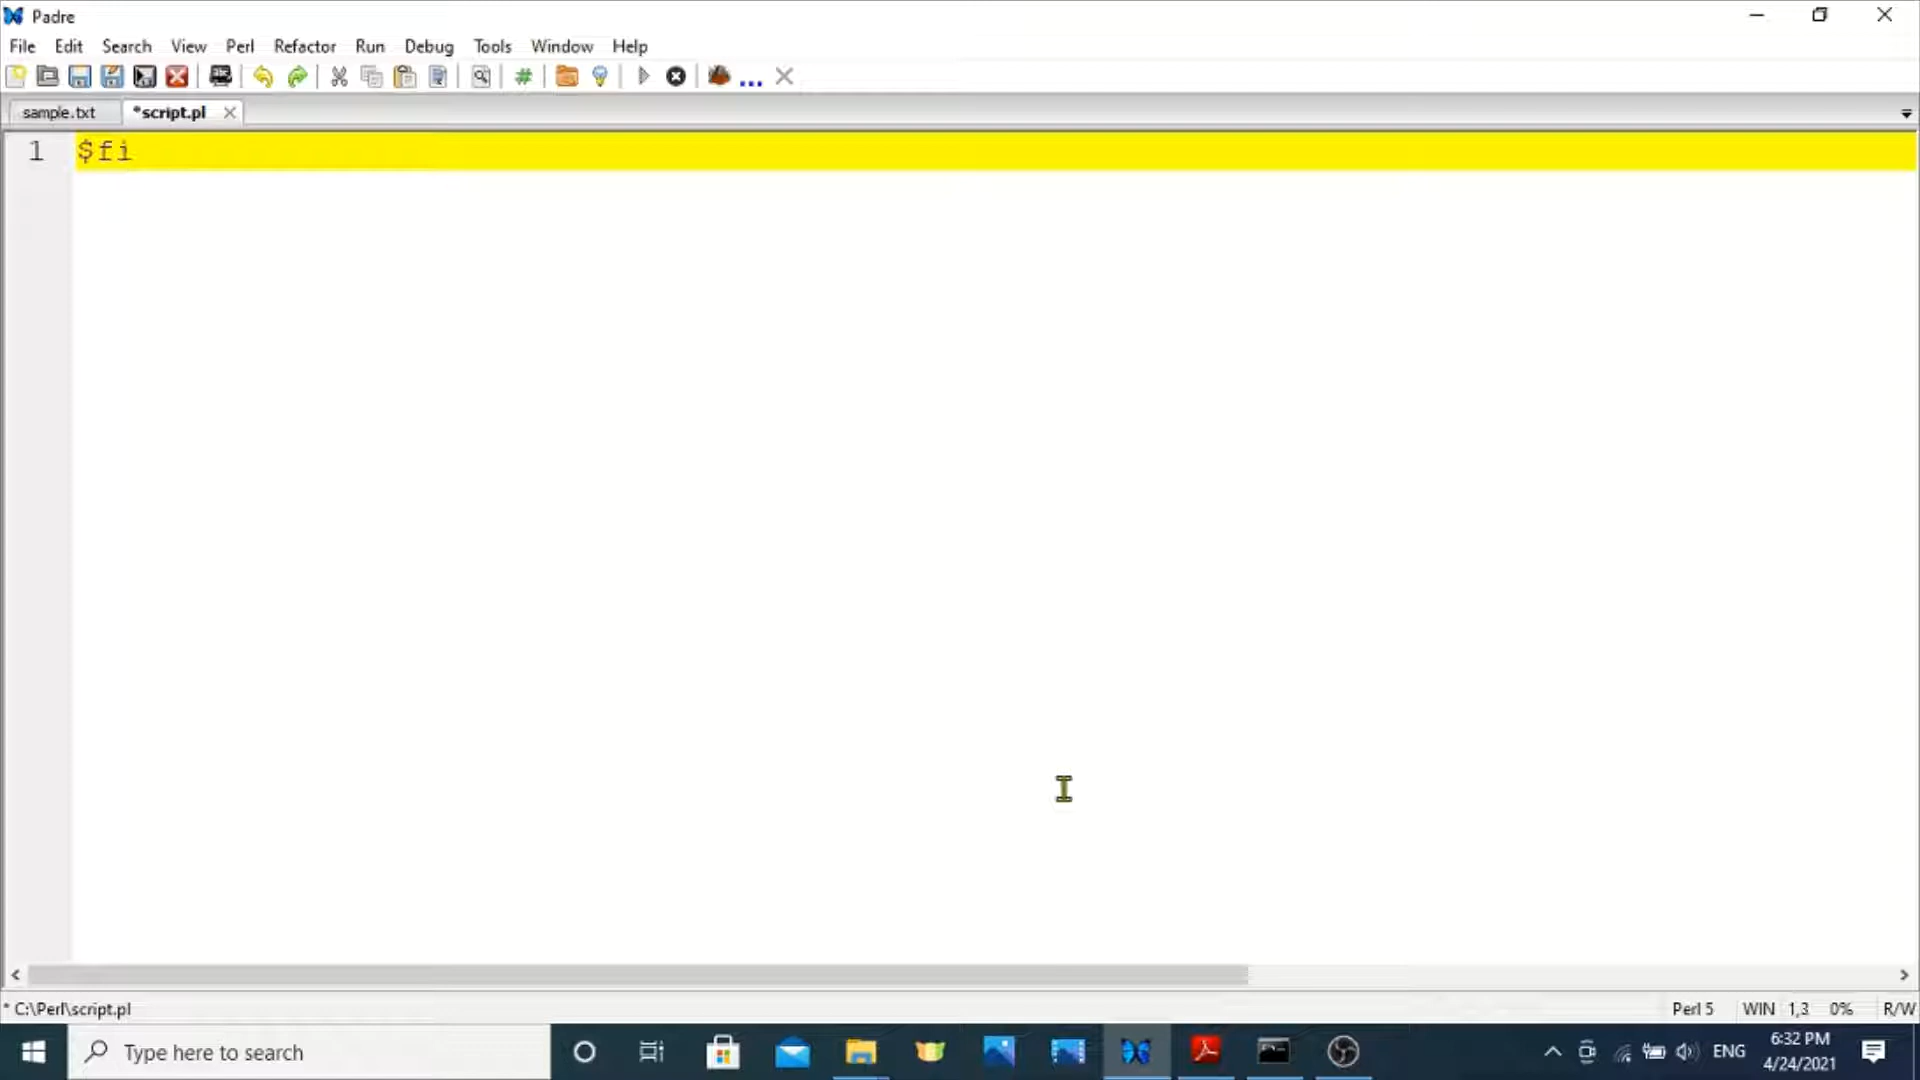 Padre
File Edit Search View Perl Refactor Run Debug Tools Window Help
sample.txt *script.pl
1 $fi
* C:\Perl\script.pl Perl 5 WIN 1,3 0% R/W
Type here to search ENG 6:32 PM
4/24/2021